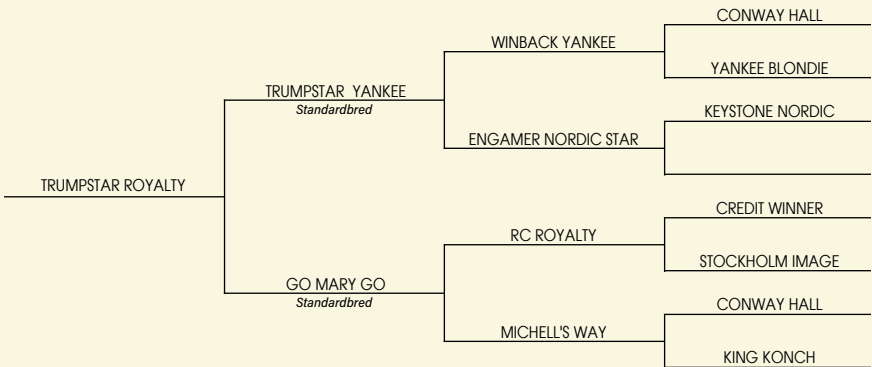 CONWAY HALL
WINBACK YANKEE
YANKEE BLONDIE
TRUMPSTAR YANKEE
Standardbred
KEYSTONE NORDIC
ENGAMER NORDIC STAR
TRUMPSTAR ROYALTY
CREDIT WINNER
RC ROYALTY
STOCKHOLM IMAGE
GO MARY GO
Standardbred
CONWAY HALL
MICHELL'S WAY
KING KONCH